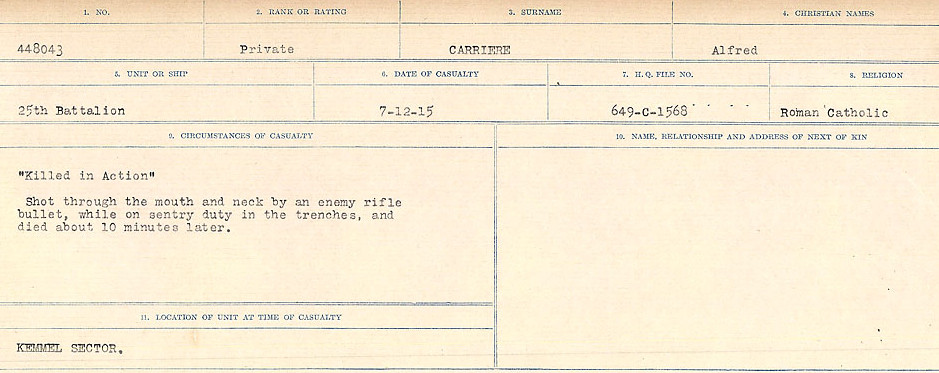 1. NO.
2. RANK OR RATING
3. SURNAME
4. CHRISTIAN NAMES
448043
Private
CARRIERE
Alfred
5. UNIT OR SHIP
6. DATE OF CASUALTY
7. H. Q. FILE NO.
8. RELIGION
25th Battalion
7-12-15
649-C-1568
Roman Catholic
9. CIRCUMSTANCES OF CASUALTY
10. NAME, RELATIONSHIP AND ADDRESS OF NEXT OF KIN
"Killed in Action"
Shot through the mouth and neck by an enemy rifle
bullet, while on sentry duty in the trenches, and
died about 10 minutes later.
11. LOCATION OF UNIT AT TIME OF CASUALTY
KEMMEL SECTOR.